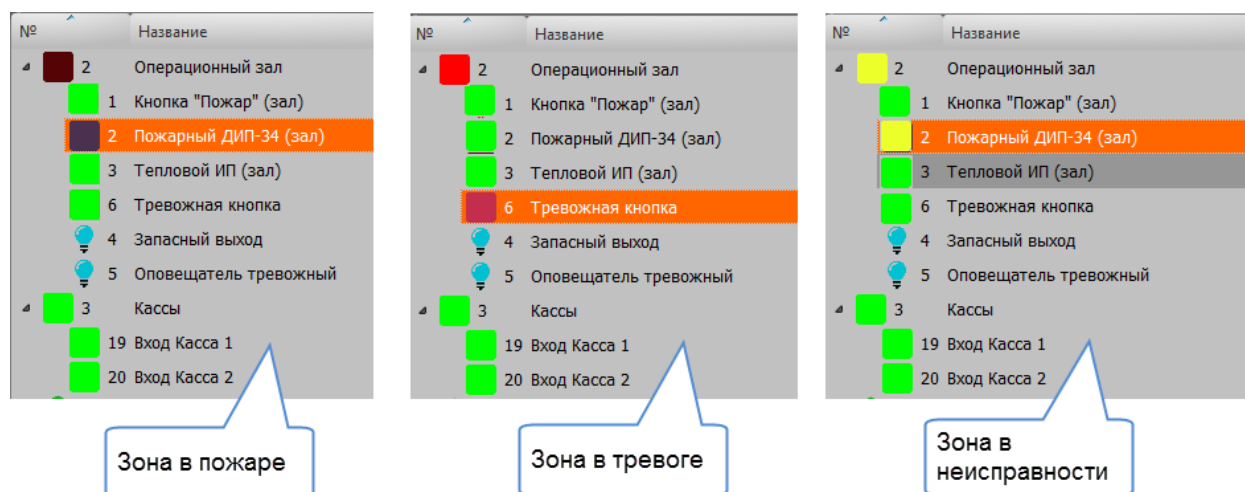 № Название
2 Операционный зал
1 Кнопка "Пожар" (зал)
2 Пожарный ДИП-34 (зал)
3 Тепловой ИП (зал)
6 Тревожная кнопка
4 Запасный выход
5 Оповещатель тревожный
3 Кассы
19 Вход Касса 1
20 Вход Касса 2
Зона в пожаре
№ Название
2 Операционный зал
1 Кнопка "Пожар" (зал)
2 Пожарный ДИП-34 (зал)
3 Тепловой ИП (зал)
6 Тревожная кнопка
4 Запасный выход
5 Оповещатель тревожный
3 Кассы
19 Вход Касса 1
20 Вход Касса 2
Зона в тревоге
№ Название
2 Операционный зал
1 Кнопка "Пожар" (зал)
2 Пожарный ДИП-34 (зал)
3 Тепловой ИП (зал)
6 Тревожная кнопка
4 Запасный выход
5 Оповещатель тревожный
3 Кассы
19 Вход Касса 1
20 Вход Касса 2
Зона в
неисправности